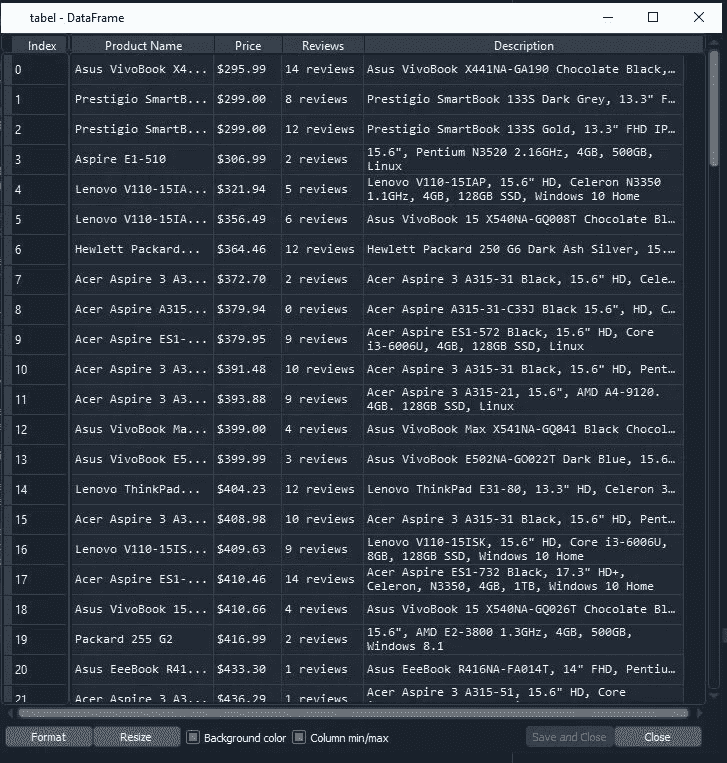 tabel - DataFrame
Index Product Name Price Reviews Description
0 Asus VivoBook X4... $295.99 14 reviews Asus VivoBook X441NA-GA190 Chocolate Black,...
1 Prestigio SmartB... $299.00 8 reviews Prestigio SmartBook 133S Dark Grey, 13.3" F...
2 Prestigio SmartB... $299.00 12 reviews Prestigio SmartBook 133S Gold, 13.3" FHD IP...
3 Aspire E1-510 $306.99 2 reviews 15.6", Pentium N3520 2.16GHz, 4GB, 500GB,
Linux
4 Lenovo V110-15IA... $321.94 5 reviews Lenovo V110-15IAP, 15.6" HD, Celeron N3350
1.1GHz, 4GB, 128GB SSD, Windows 10 Home
5 Lenovo V110-15IA... $356.49 6 reviews Asus VivoBook 15 X540NA-GQ008T Chocolate Bl...
6 Hewlett Packard... $364.46 12 reviews Hewlett Packard 250 G6 Dark Ash Silver, 15....
7 Acer Aspire 3 A3... $372.70 2 reviews Acer Aspire 3 A315-31 Black, 15.6" HD, Cele...
8 Acer Aspire A315... $379.94 0 reviews Acer Aspire A315-31-C33J Black 15.6", HD, C...
9 Acer Aspire ES1-... $379.95 9 reviews Acer Aspire ES1-572 Black, 15.6" HD, Core
i3-6006U, 4GB, 128GB SSD, Linux
10 Acer Aspire 3 A3... $391.48 10 reviews Acer Aspire 3 A315-31 Black, 15.6" HD, Pent...
11 Acer Aspire 3 A3... $393.88 9 reviews Acer Aspire 3 A315-21, 15.6", AMD A4-9120.
4GB. 128GB SSD, Linux
12 Asus VivoBook Ma... $399.00 4 reviews Asus VivoBook Max X541NA-GQ041 Black Chocol...
13 Asus VivoBook E5... $399.99 3 reviews Asus VivoBook E502NA-GO022T Dark Blue, 15.6...
14 Lenovo ThinkPad... $404.23 12 reviews Lenovo ThinkPad E31-80, 13.3" HD, Celeron 3...
15 Acer Aspire 3 A3... $408.98 10 reviews Acer Aspire 3 A315-31 Black, 15.6" HD, Pent...
16 Lenovo V110-15IS... $409.63 9 reviews Lenovo V110-15ISK, 15.6" HD, Core i3-6006U,
8GB, 128GB SSD, Windows 10 Home
17 Acer Aspire ES1-... $410.46 14 reviews Acer Aspire ES1-732 Black, 17.3" HD+,
Celeron, N3350, 4GB, 1TB, Windows 10 Home
18 Asus VivoBook 15... $410.66 4 reviews Asus VivoBook 15 X540NA-GQ026T Chocolate Bl...
19 Packard 255 G2 $416.99 2 reviews 15.6", AMD E2-3800 1.3GHz, 4GB, 500GB,
Windows 8.1
20 Asus EeeBook R41... $433.30 1 reviews Asus EeeBook R416NA-FA014T, 14" FHD, Pentiu...
21 Acer Aspire 3 A3... $436.29 1 reviews Acer Aspire 3 A315-51, 15.6" HD, Core
Format Resize Background color Column min/max Save and Close Close